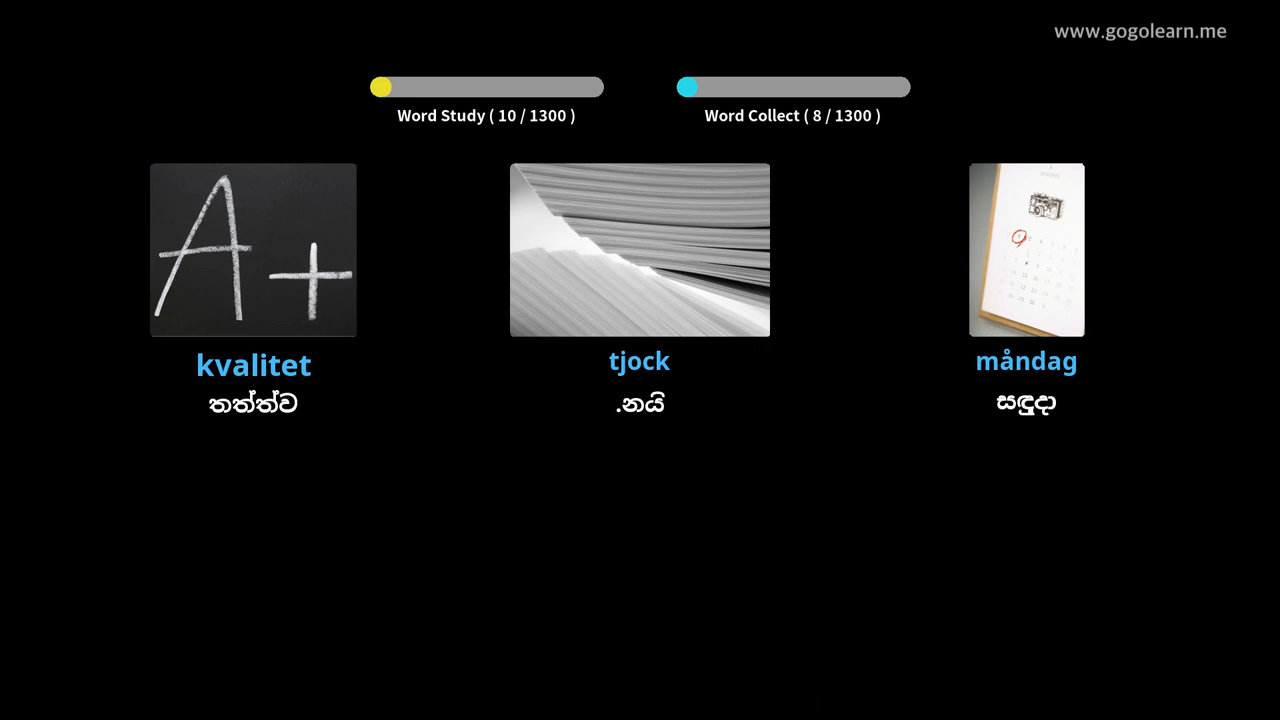 www.gogolearn.me
Word Study ( 10 / 1300 )
Word Collect ( 8 / 1300 )
A+
kvalitet
tjock
måndag
තත්ත්ව
.නයි
සඳුදා